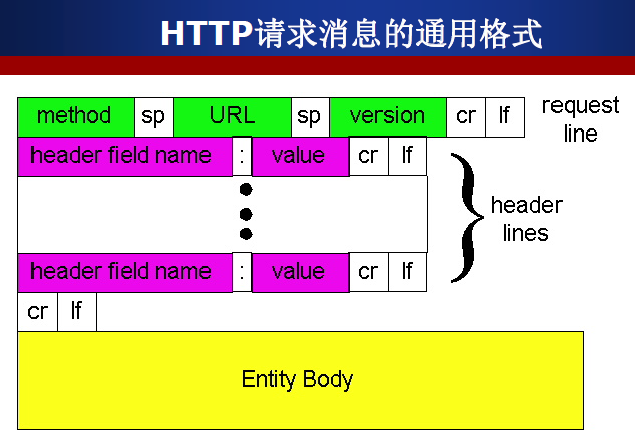 HTTP请求消息的通用格式
method sp URL sp version cr lf request line
header field name : value cr lf
header lines
header field name : value cr lf
cr lf
Entity Body